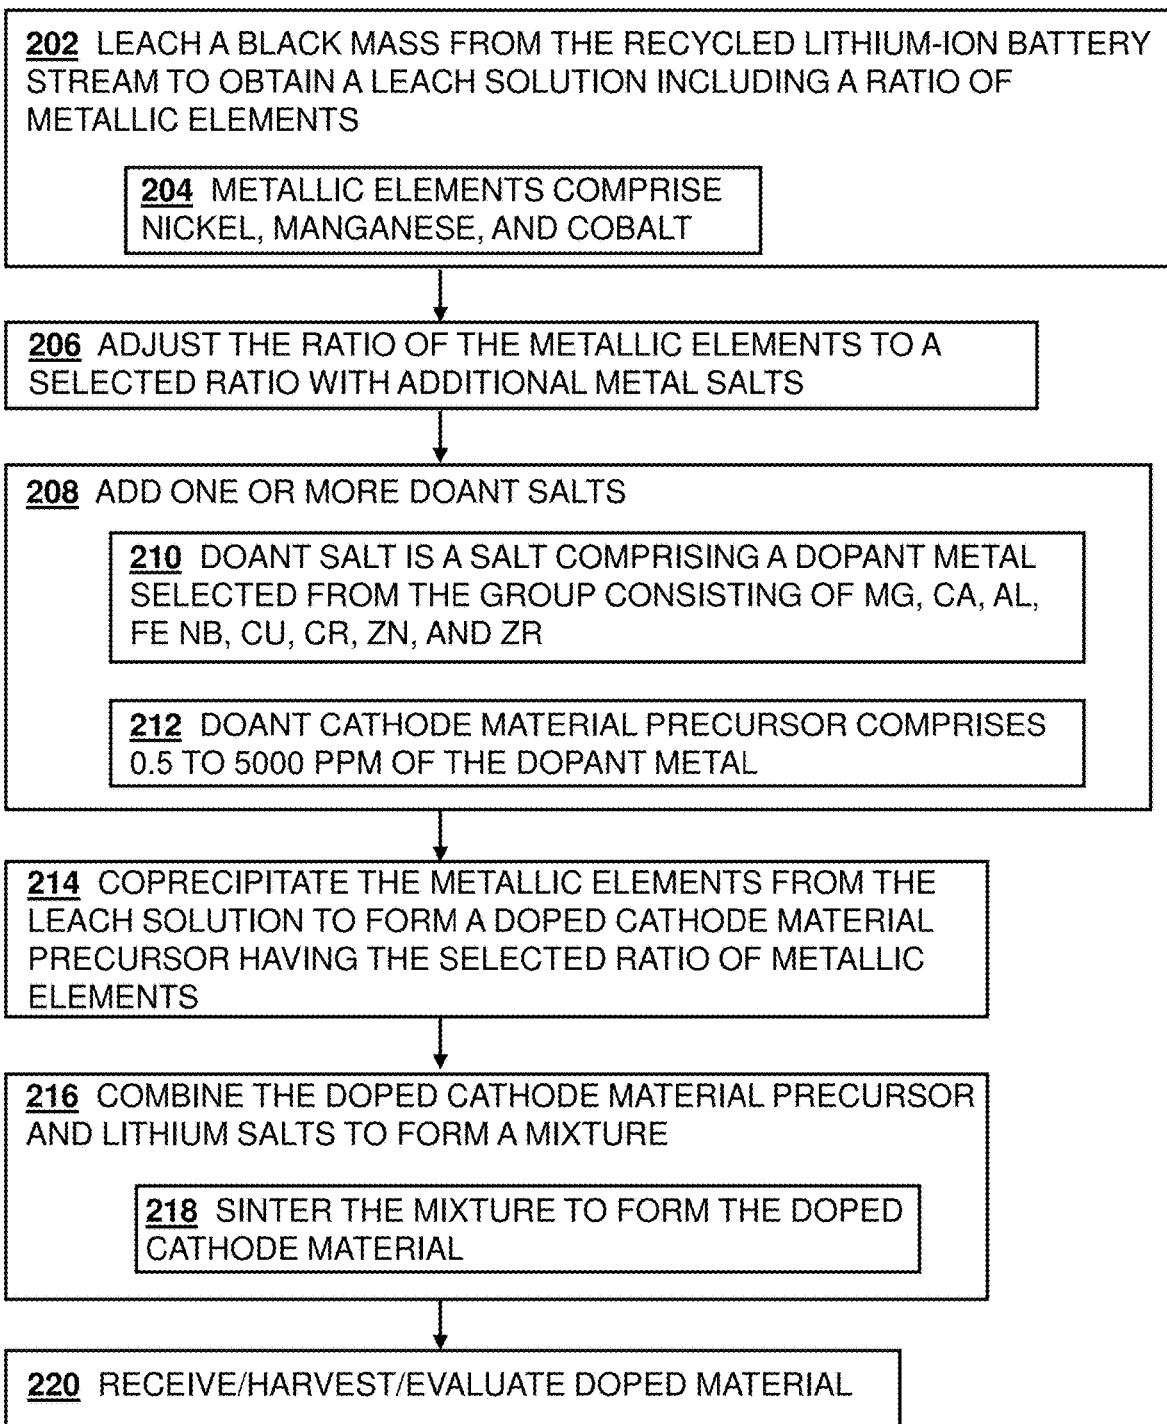 202 LEACH A BLACK MASS FROM THE RECYCLED LITHIUM-ION BATTERY
STREAM TO OBTAIN A LEACH SOLUTION INCLUDING A RATIO OF
METALLIC ELEMENTS
204 METALLIC ELEMENTS COMPRISE
NICKEL, MANGANESE, AND COBALT
206 ADJUST THE RATIO OF THE METALLIC ELEMENTS TO A
SELECTED RATIO WITH ADDITIONAL METAL SALTS
208 ADD ONE OR MORE DOANT SALTS
210 DOANT SALT IS A SALT COMPRISING A DOPANT METAL
SELECTED FROM THE GROUP CONSISTING OF MG, CA, AL,
FE NB, CU, CR, ZN, AND ZR
212 DOANT CATHODE MATERIAL PRECURSOR COMPRISES
0.5 TO 5000 PPM OF THE DOPANT METAL
214 COPRECIPITATE THE METALLIC ELEMENTS FROM THE
LEACH SOLUTION TO FORM A DOPED CATHODE MATERIAL
PRECURSOR HAVING THE SELECTED RATIO OF METALLIC
ELEMENTS
216 COMBINE THE DOPED CATHODE MATERIAL PRECURSOR
AND LITHIUM SALTS TO FORM A MIXTURE
218 SINTER THE MIXTURE TO FORM THE DOPED
CATHODE MATERIAL
220 RECEIVE/HARVEST/EVALUATE DOPED MATERIAL